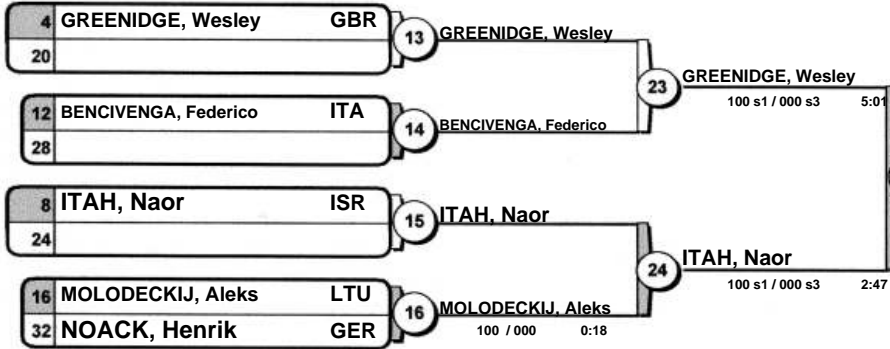 4 GREENIDGE, Wesley GBR
20
13
GREENIDGE, Wesley
12 BENCIVENGA, Federico ITA
28
14
BENCIVENGA, Federico
23
GREENIDGE, Wesley
100 s1 / 000 s3 5:01
8 ITAH, Naor ISR
24
15
ITAH, Naor
16 MOLODECKIJ, Aleks LTU
32 NOACK, Henrik GER
16
MOLODECKIJ, Aleks
100 / 000 0:18
24
ITAH, Naor
100 s1 / 000 s3 2:47